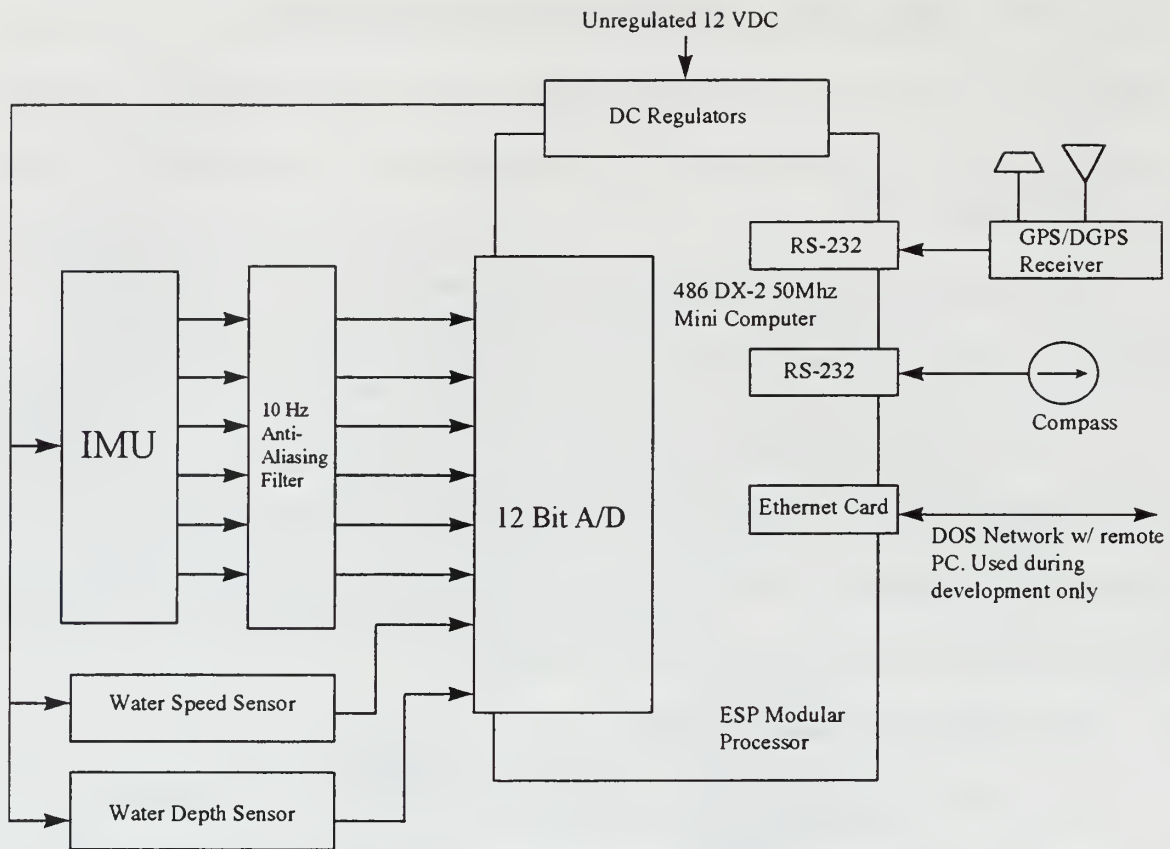 Unregulated 12 VDC
DC Regulators
RS-232
GPS/DGPS
Receiver
486 DX-2 50Mhz
Mini Computer
RS-232
Compass
IMU
10 Hz
Anti-
Aliasing
Filter
12 Bit A/D
Ethernet Card
DOS Network w/ remote
PC. Used during
development only
Water Speed Sensor
ESP Modular
Processor
Water Depth Sensor